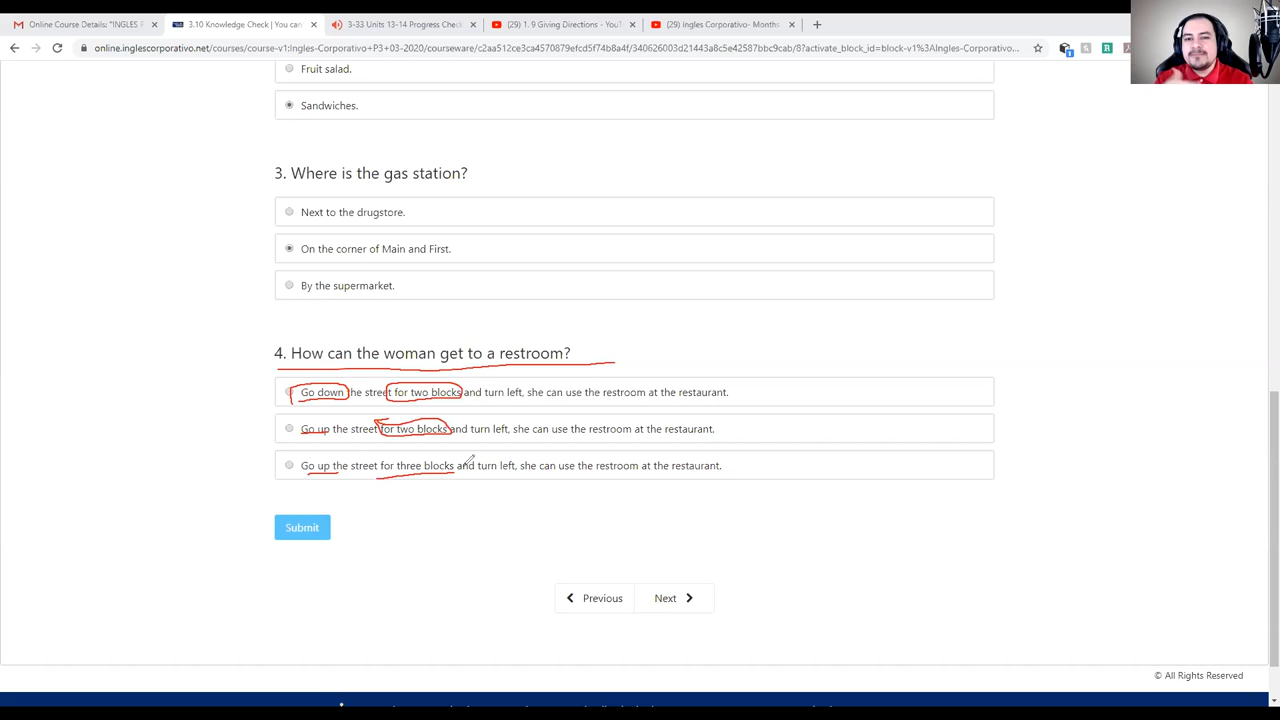 Online Course Details: "INGLES P
3.10 Knowledge Check | You can
3-33 Units 13-14 Progress Check
(29) 1. 9 Giving Directions - YouT
(29) Ingles Corporativo- Months
online.inglescorporativo.net/courses/course-v1:Ingles-Corporativo+P3+03-2020/courseware/c2aa512ce3ca4570879efcd5f74b8a4f/340626003d21443a8c5e42587bbc9cab/8?activate_block_id=block-v1%3AIngles-Corporativo...
Fruit salad.
Sandwiches.
3. Where is the gas station?
Next to the drugstore.
On the corner of Main and First.
By the supermarket.
4. How can the woman get to a restroom?
Go down the street for two blocks and turn left, she can use the restroom at the restaurant.
Go up the street for two blocks and turn left, she can use the restroom at the restaurant.
Go up the street for three blocks and turn left, she can use the restroom at the restaurant.
Submit
Previous
Next
© All Rights Reserved